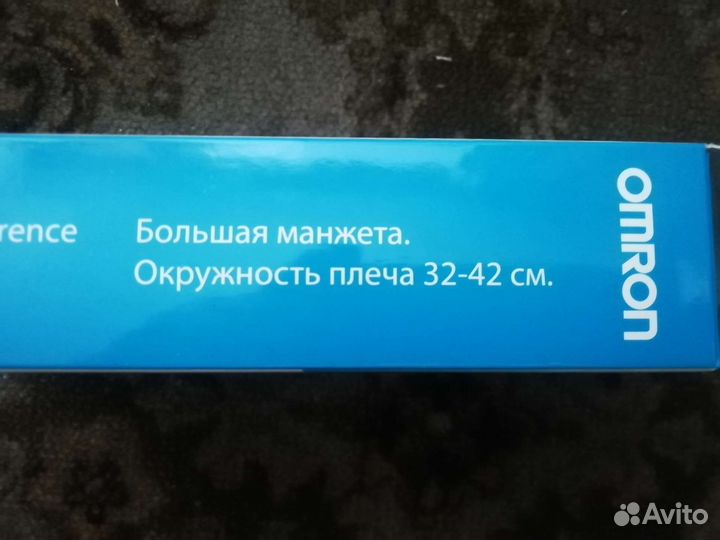 rence
Большая манжета.
Окружность плеча 32-42 см.
OMRON
Avito